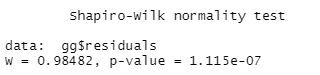 Shapiro-Wilk normality test
data:  gg$residuals
W = 0.98482, p-value = 1.115e-07